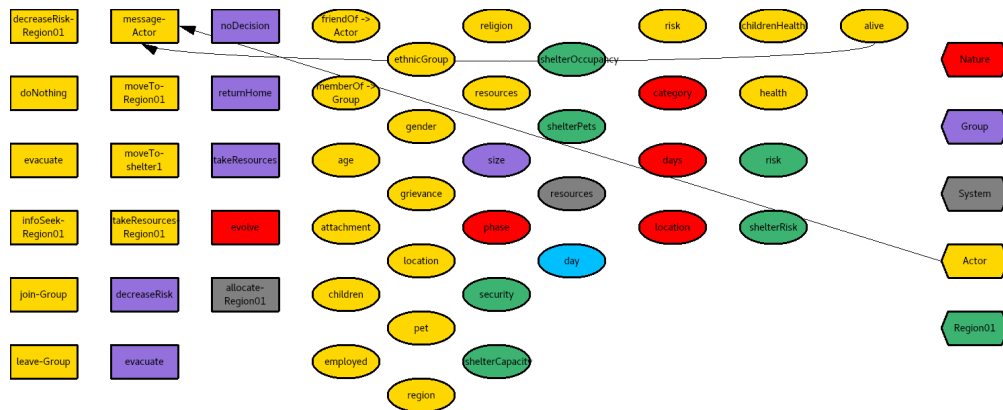 decreaseRisk-
Region01
message-
Actor
noDecision
friendOf ->
Actor
religion
risk
childrenHealth
alive
ethnicGroup
shelterOccupancy
Nature
doNothing
moveTo-
Region01
returnHome
memberOf ->
Group
resources
category
health
gender
shelterPets
Group
evacuate
moveTo-
shelter1
takeResources
age
size
days
risk
grievance
resources
System
infoSeek-
Region01
takeResources-
Region01
evolve
attachment
phase
location
shelterRisk
location
day
Actor
join-Group
decreaseRisk
allocate-
Region01
children
security
pet
Region01
leave-Group
evacuate
employed
shelterCapacity
region